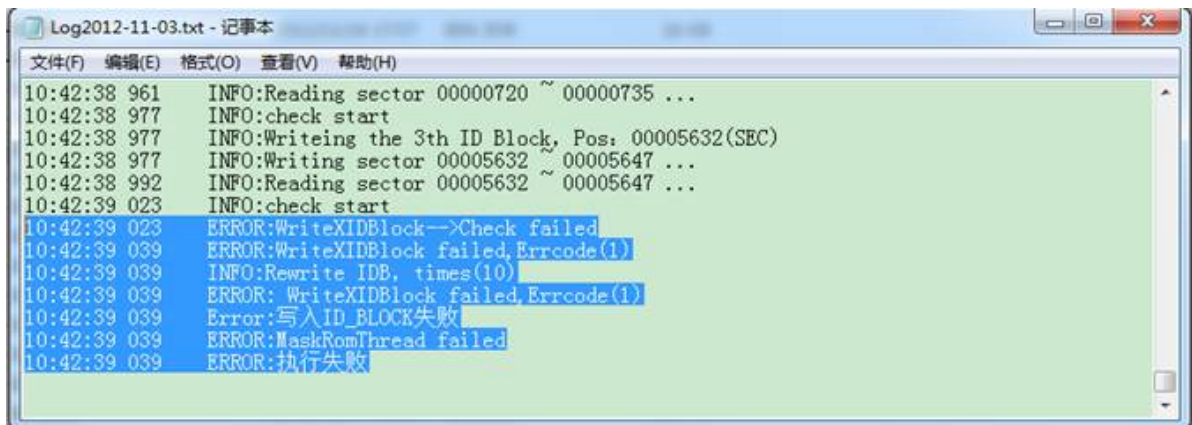 Log2012-11-03.txt - 记事本
文件(F) 编辑(E) 格式(O) 查看(V) 帮助(H)
10:42:38 961 INFO:Reading sector 00000720 ~ 00000735 ...
10:42:38 977 INFO:check start
10:42:38 977 INFO:Writeing the 3th ID Block, Pos: 00005632(SEC)
10:42:38 977 INFO:Writing sector 00005632 ~ 00005647 ...
10:42:38 992 INFO:Reading sector 00005632 ~ 00005647 ...
10:42:39 023 INFO:check start
10:42:39 023 ERROR:WriteXIDBlock-->Check failed
10:42:39 039 ERROR:WriteXIDBlock failed,Errcode(1)
10:42:39 039 INFO:Rewrite IDB, times(10)
10:42:39 039 ERROR: WriteXIDBlock failed,Errcode(1)
10:42:39 039 Error:写入ID_BLOCK失败
10:42:39 039 ERROR:MaskRomThread failed
10:42:39 039 ERROR:执行失败